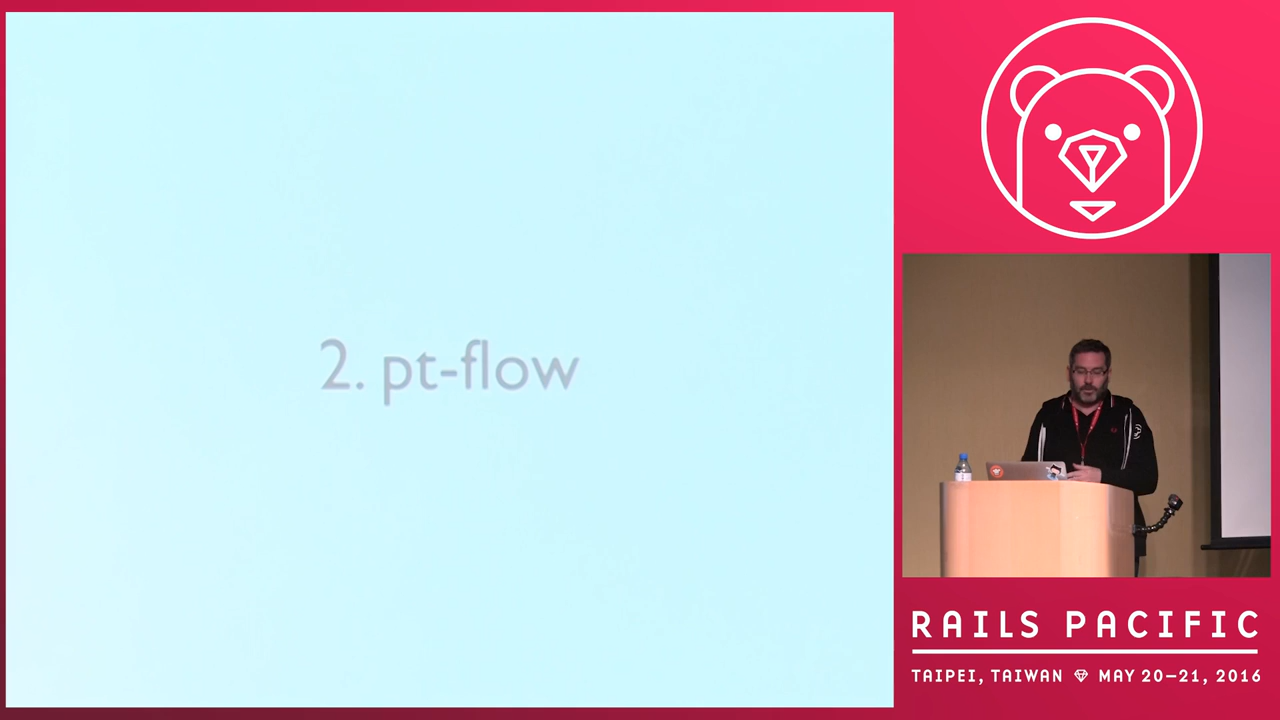 2. pt-flow
RAILS PACIFIC
TAIPEI, TAIWAN MAY 20–21, 2016